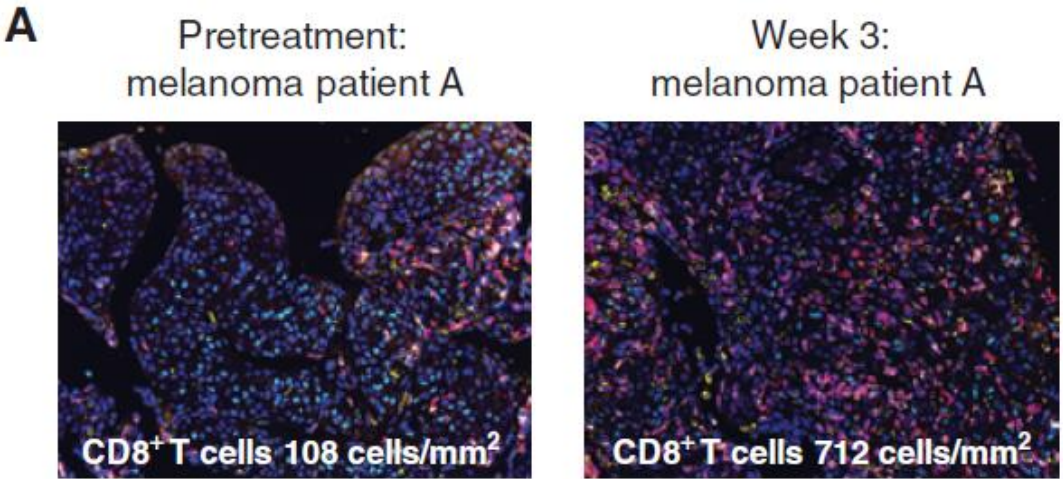 A
Pretreatment:
melanoma patient A
Week 3:
melanoma patient A
CD8⁺ T cells 108 cells/mm²
CD8⁺ T cells 712 cells/mm²